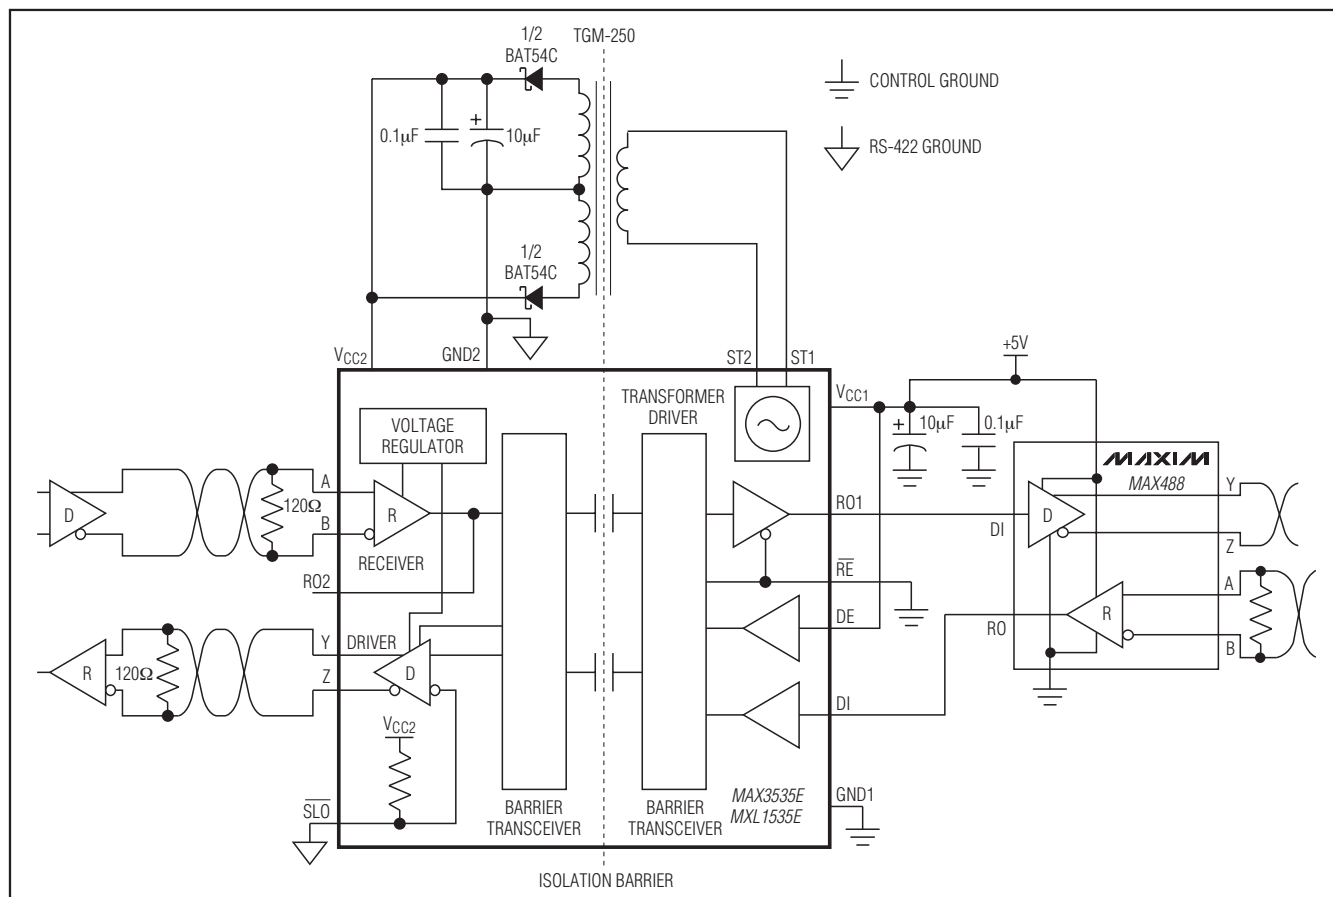 1/2
BAT54C
TGM-250
CONTROL GROUND
0.1µF
+
10µF
RS-422 GROUND
1/2
BAT54C
+5V
VCC2
GND2
ST2
ST1
TRANSFORMER
DRIVER
VCC1
VOLTAGE
REGULATOR
+
10µF
0.1µF
MAXIM
MAX488
A
120Ω
B
D
R
RECEIVER
RO2
RO1
DI
D
Y
Z
RE
DE
A
R
RO
B
Y
DRIVER
Z
D
R
120Ω
DI
VCC2
SLO
BARRIER
TRANSCEIVER
BARRIER
TRANSCEIVER
MAX3535E
MXL1535E
GND1
ISOLATION BARRIER